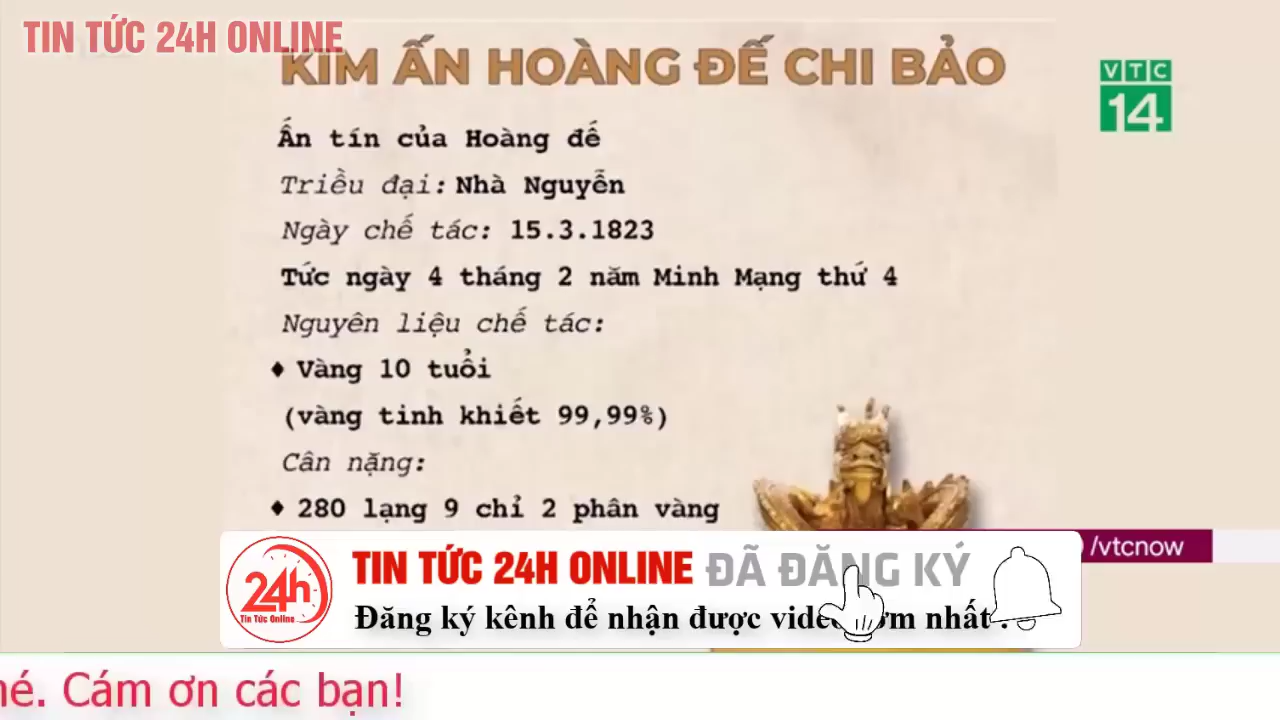 TIN TỨC 24H ONLINE
KIM ẤN HOÀNG ĐẾ CHI BẢO
VTC
14
Ấn tín của Hoàng đế
Triều đại: Nhà Nguyễn
Ngày chế tác: 15.3.1823
Tức ngày 4 tháng 2 năm Minh Mạng thứ 4
Nguyên liệu chế tác:
♦ Vàng 10 tuổi
(vàng tinh khiết 99,99%)
Cân nặng:
♦ 280 lạng 9 chỉ 2 phân vàng
/vtcnow
24h
Tin Tức Online
TIN TỨC 24H ONLINE ĐÃ ĐĂNG KÝ
Đăng ký kênh để nhận được nhất
. Cám ơn các bạn!